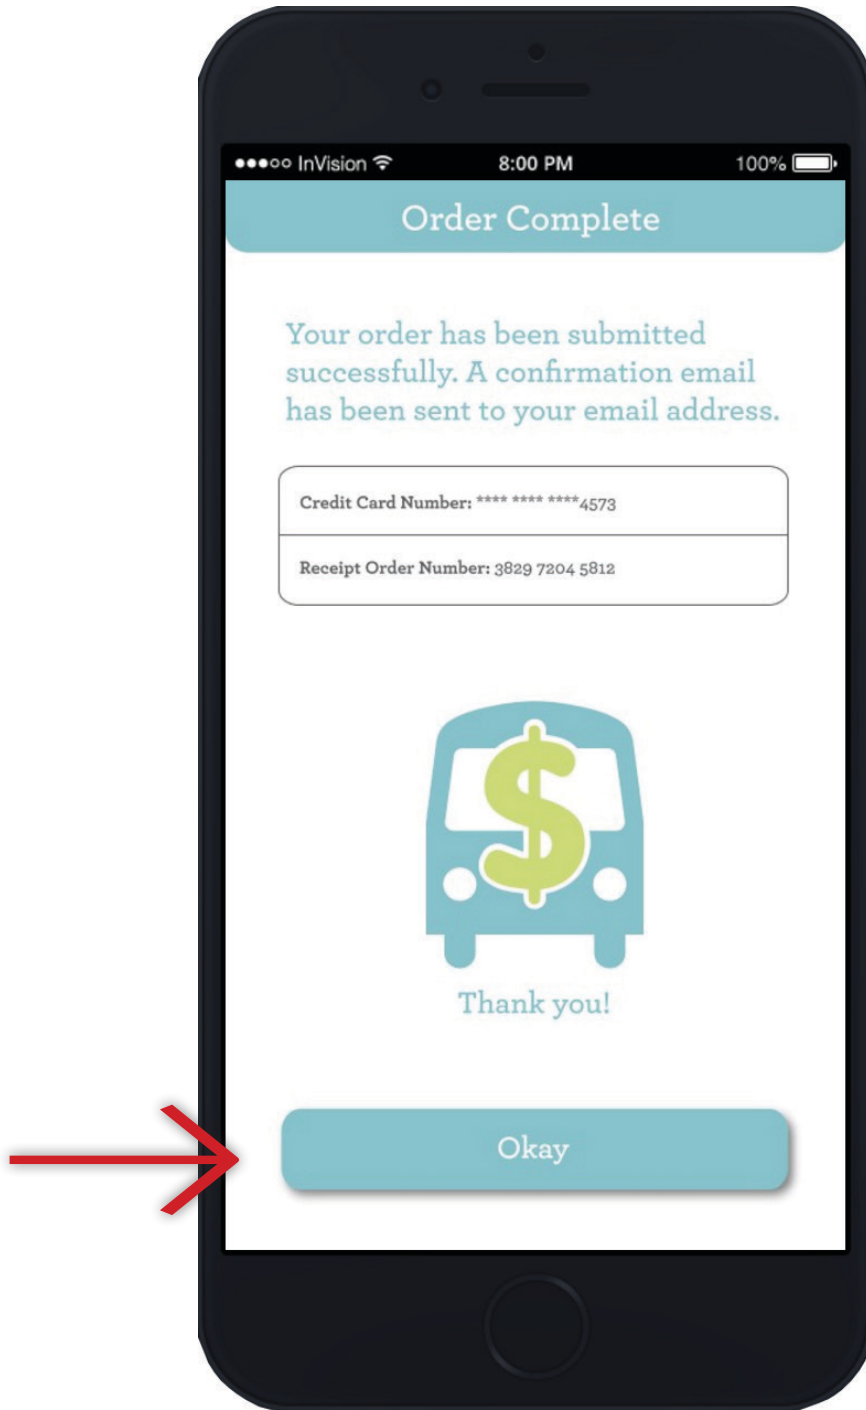 ●●●○○ InVision 8:00 PM 100%
Order Complete
Your order has been submitted
successfully. A confirmation email
has been sent to your email address.
Credit Card Number: **** **** ****4573
Receipt Order Number: 3829 7204 5812
$
Thank you!
Okay